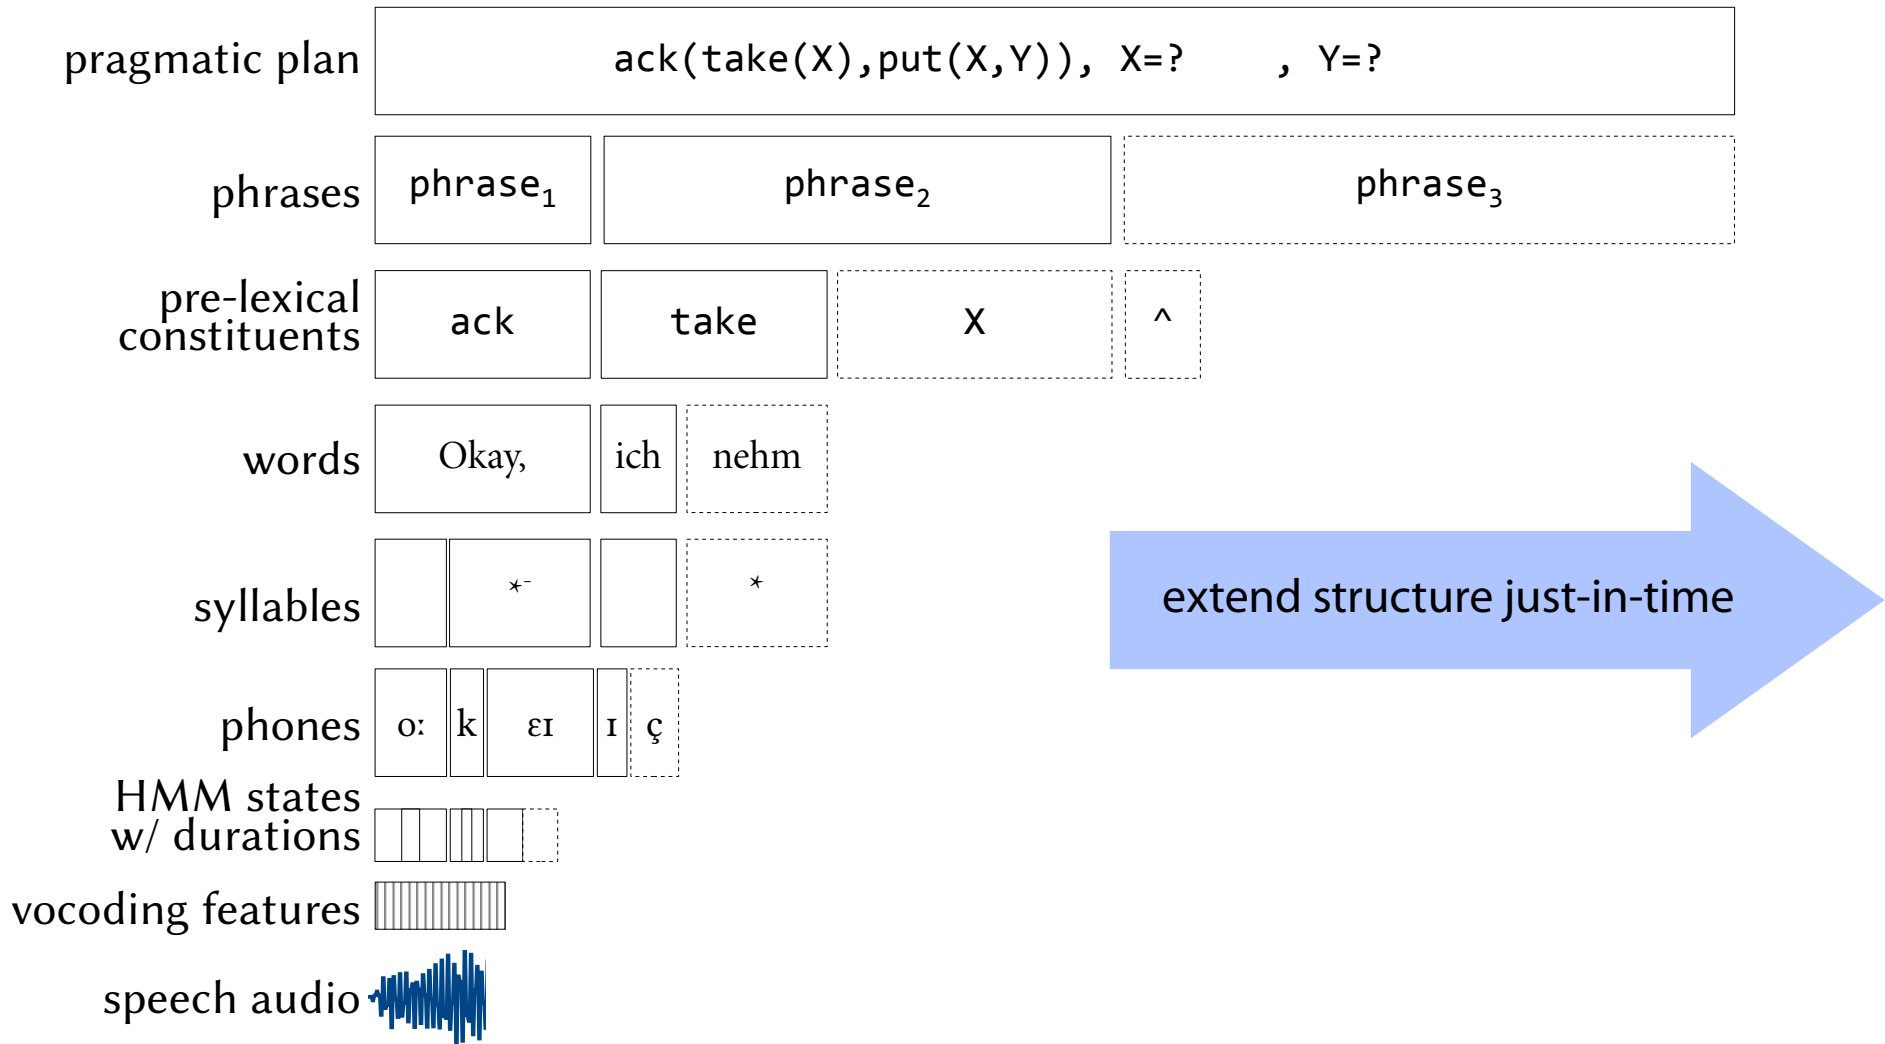 pragmatic plan ack(take(X),put(X,Y)), X=? , Y=?
phrases phrase₁ phrase₂ phrase₃
pre-lexical
constituents ack take X ^
words Okay, ich nehm
syllables *- *
extend structure just-in-time
phones oː k ɛɪ ɪ ç
HMM states
w/ durations
vocoding features
speech audio